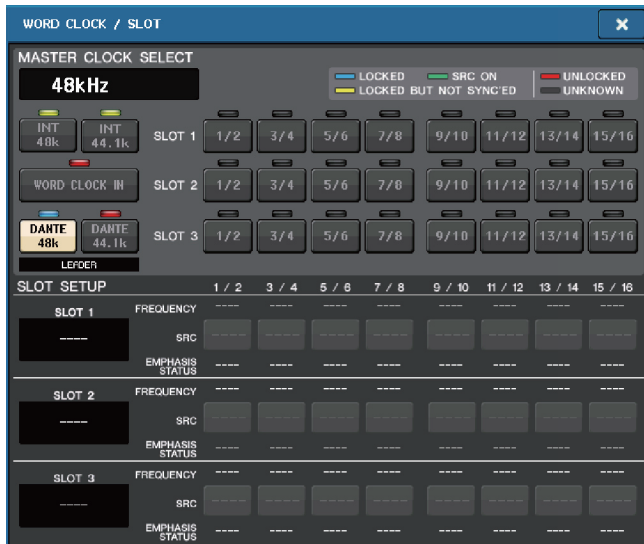 WORD CLOCK / SLOT
MASTER CLOCK SELECT
48kHz
LOCKED SRC ON UNLOCKED
LOCKED BUT NOT SYNC'ED UNKNOWN
INT 48k INT 44.1k SLOT 1 1/2 3/4 5/6 7/8 9/10 11/12 13/14 15/16
WORD CLOCK IN SLOT 2 1/2 3/4 5/6 7/8 9/10 11/12 13/14 15/16
DANTE 48k DANTE 44.1k SLOT 3 1/2 3/4 5/6 7/8 9/10 11/12 13/14 15/16
LEADER
SLOT SETUP 1 / 2 3 / 4 5 / 6 7 / 8 9 / 10 11 / 12 13 / 14 15 / 16
SLOT 1 FREQUENCY ---- ---- ---- ---- ---- ---- ---- ----
---- SRC ---- ---- ---- ---- ---- ---- ---- ----
EMPHASIS STATUS ---- ---- ---- ---- ---- ---- ---- ----
SLOT 2 FREQUENCY ---- ---- ---- ---- ---- ---- ---- ----
---- SRC ---- ---- ---- ---- ---- ---- ---- ----
EMPHASIS STATUS ---- ---- ---- ---- ---- ---- ---- ----
SLOT 3 FREQUENCY ---- ---- ---- ---- ---- ---- ---- ----
---- SRC ---- ---- ---- ---- ---- ---- ---- ----
EMPHASIS STATUS ---- ---- ---- ---- ---- ---- ---- ----